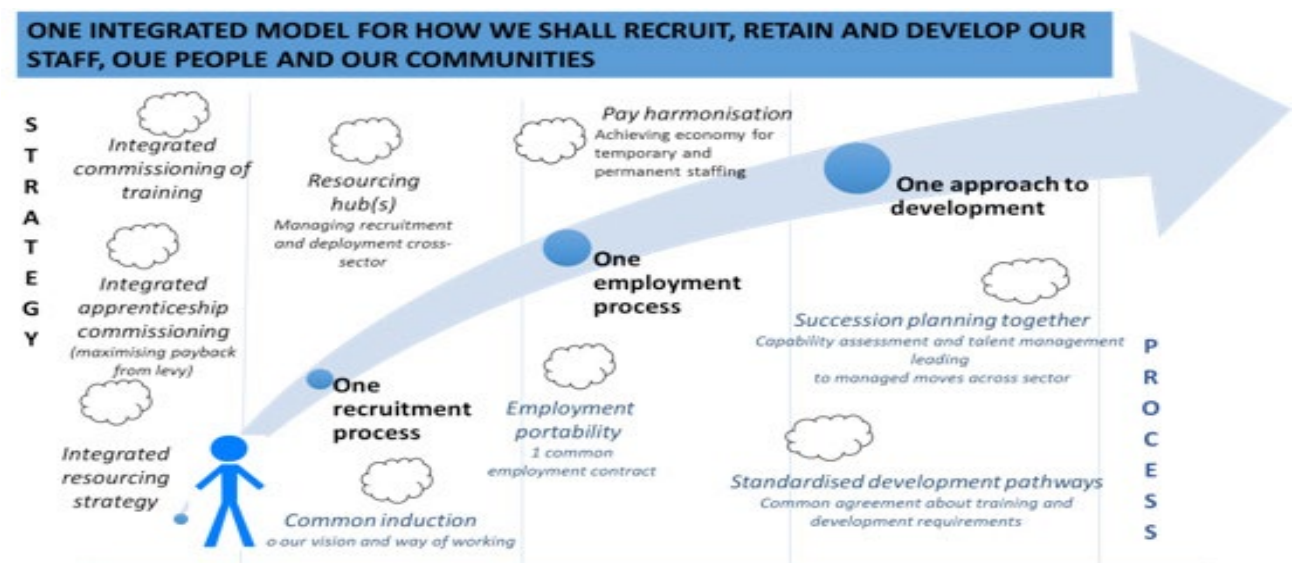 ONE INTEGRATED MODEL FOR HOW WE SHALL RECRUIT, RETAIN AND DEVELOP OUR
STAFF, OUE PEOPLE AND OUR COMMUNITIES
STRATEGY
Integrated
commissioning of
training
Integrated
apprenticeship
commissioning
(maximising payback
from levy)
Integrated
resourcing
strategy
Resourcing
hub(s)
Managing recruitment
and deployment cross-
sector
One
recruitment
process
Common induction
o our vision and way of working
Pay harmonisation
Achieving economy for
temporary and
permanent staffing
One
employment
process
Employment
portability
1 common
employment contract
One approach to
development
Succession planning together
Capability assessment and talent management
leading
to managed moves across sector
Standardised development pathways
Common agreement about training and
development requirements
PROCESS